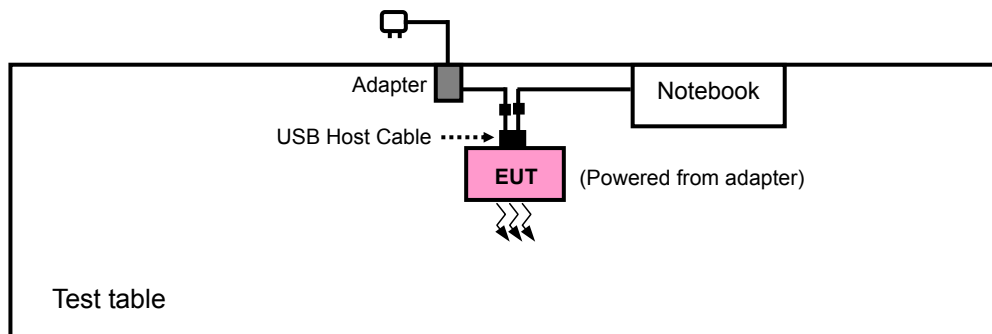 Adapter
Notebook
USB Host Cable
EUT
(Powered from adapter)
Test table